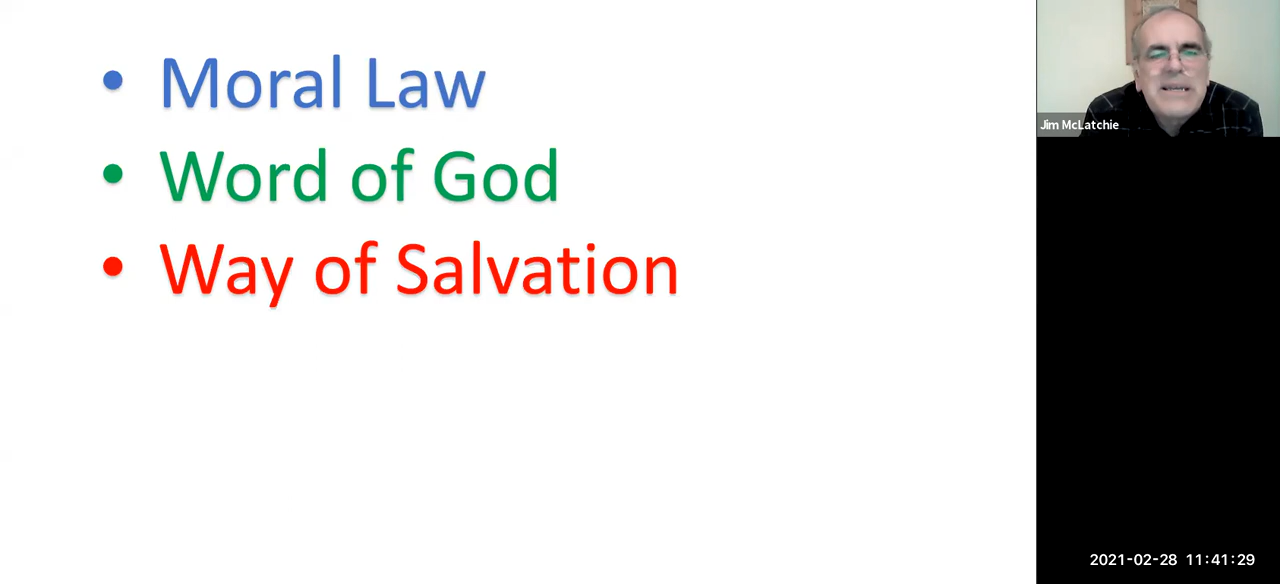 • Moral Law
• Word of God
• Way of Salvation
Jim McLatchie
2021-02-28 11:41:29